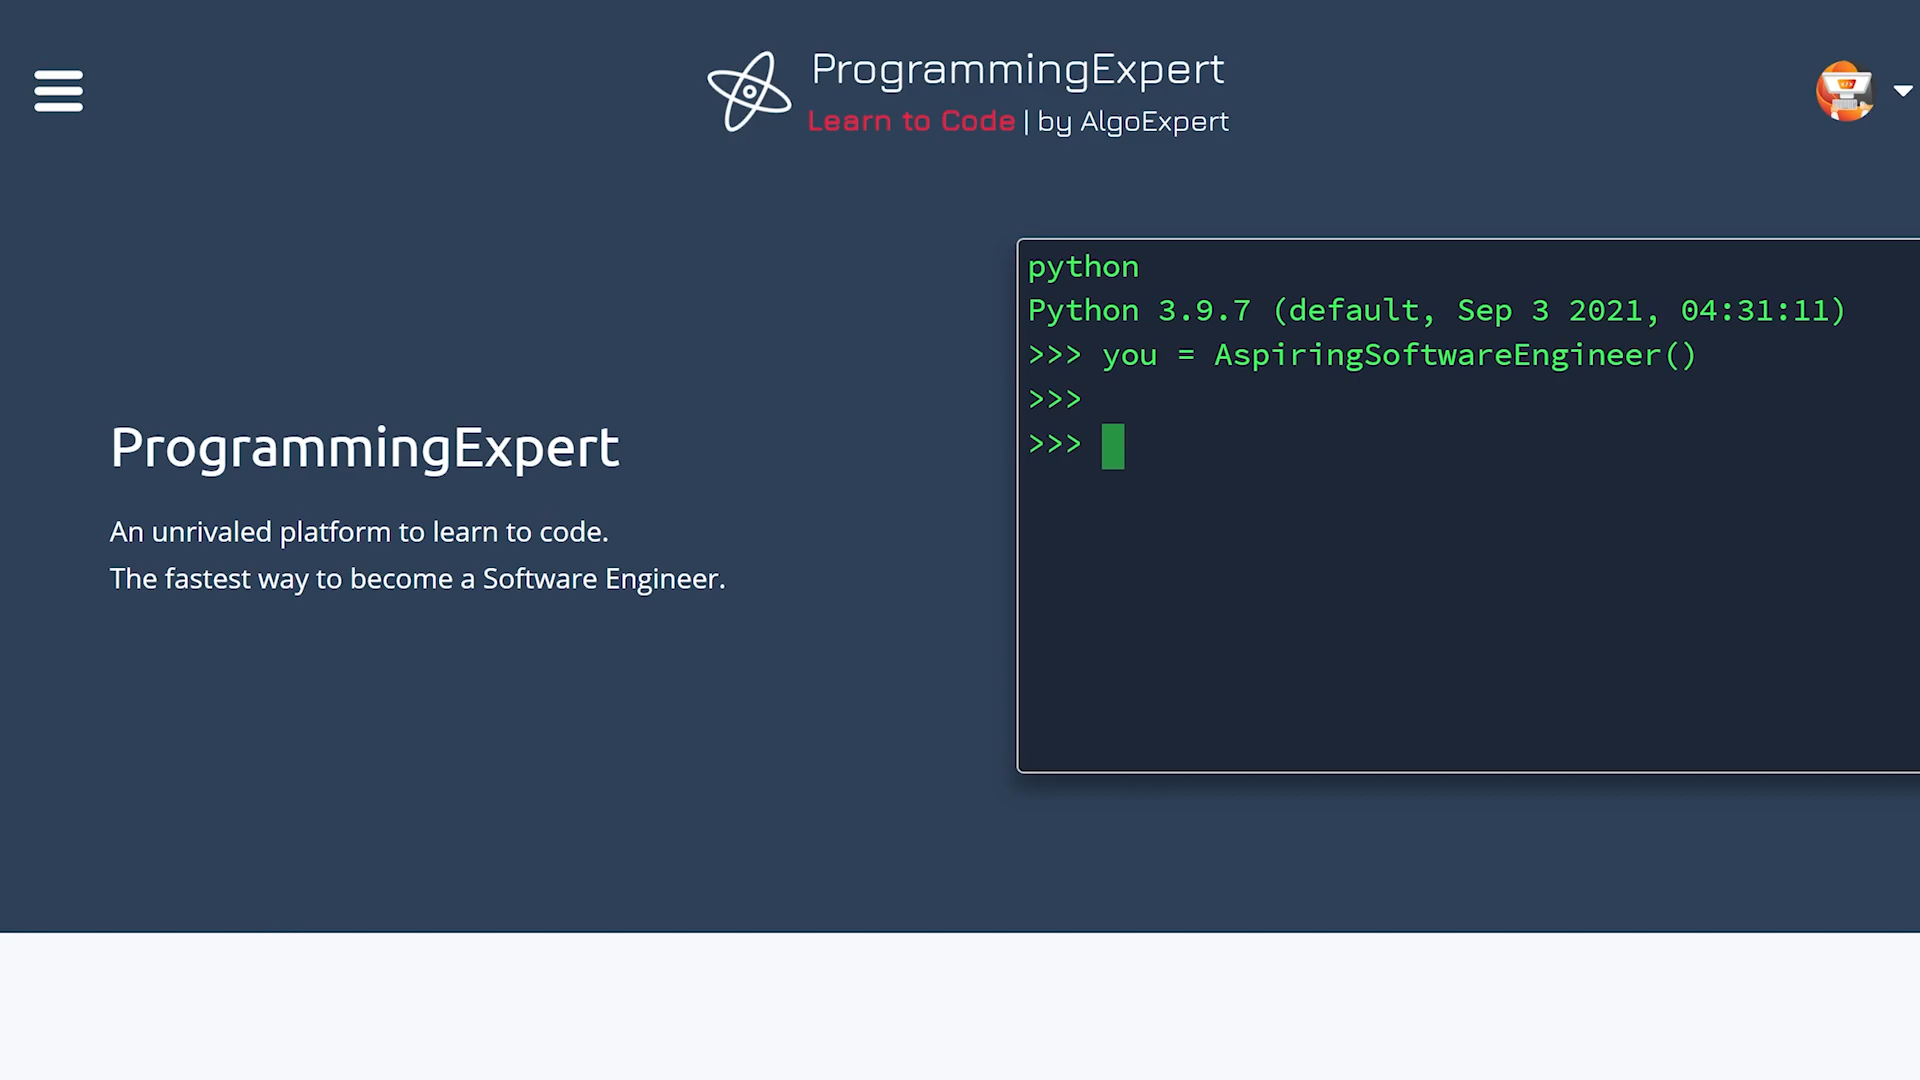 ProgrammingExpert
Learn to Code | by AlgoExpert
ProgrammingExpert
An unrivaled platform to learn to code.
The fastest way to become a Software Engineer.
python
Python 3.9.7 (default, Sep 3 2021, 04:31:11)
>>> you = AspiringSoftwareEngineer()
>>>
>>>